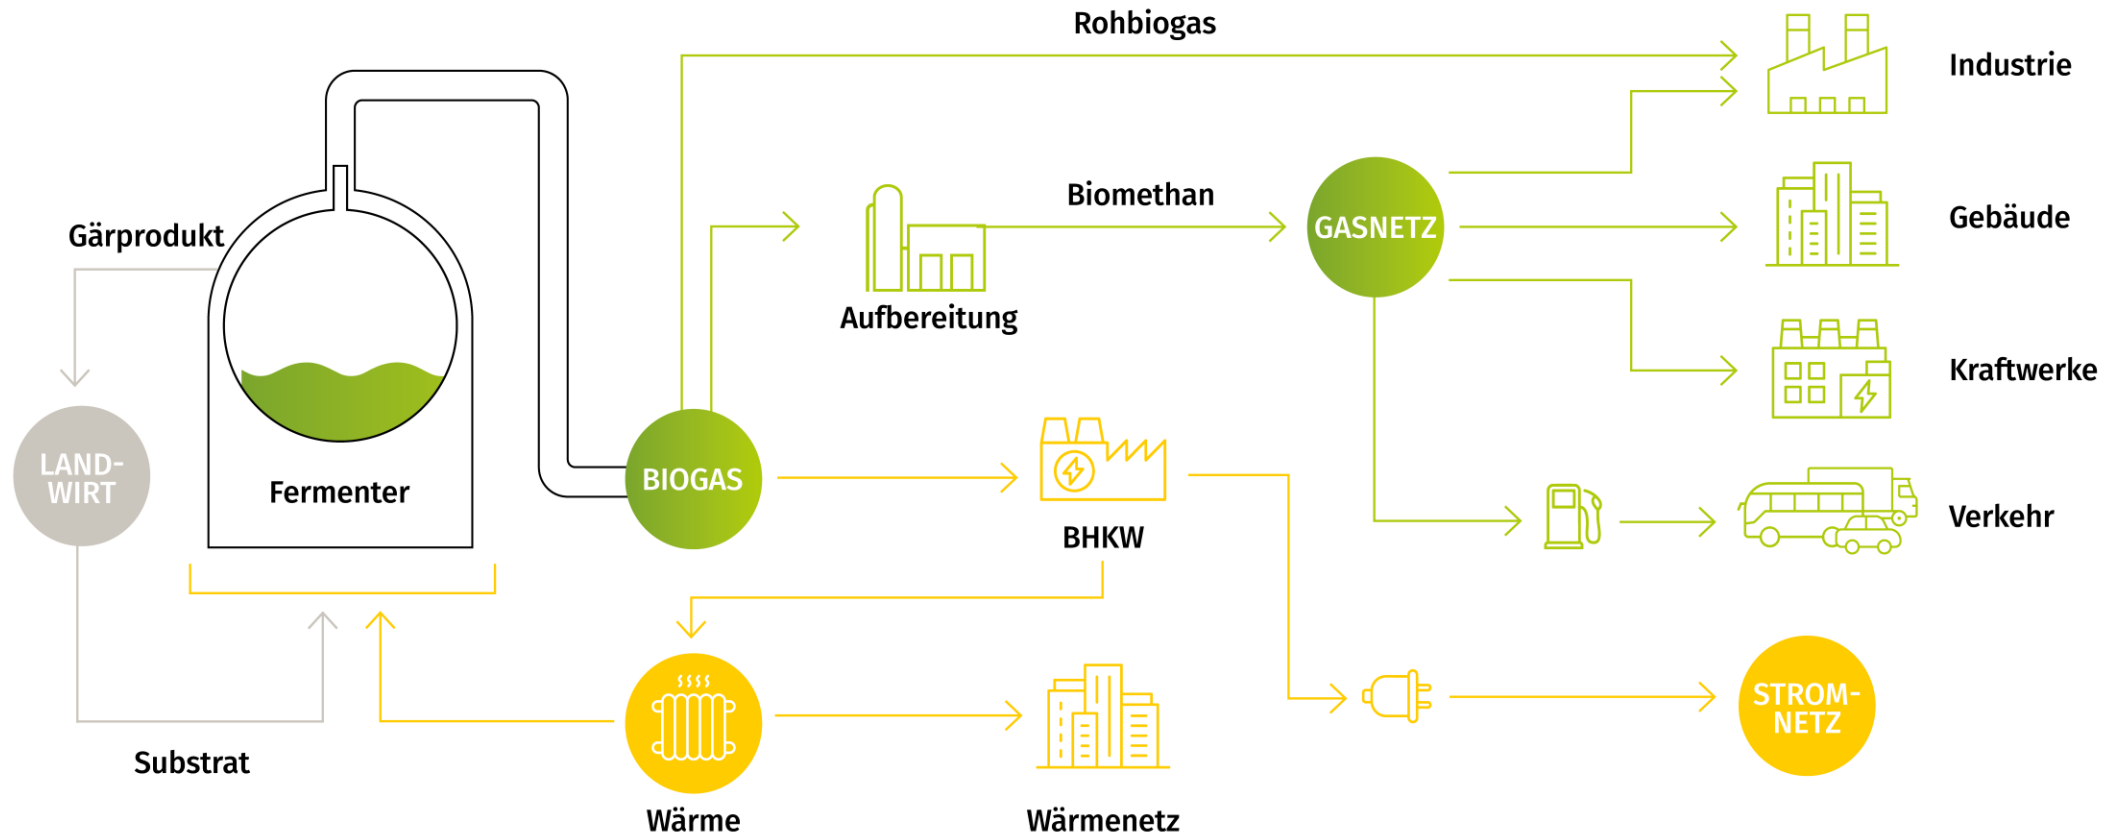 Rohbiogas
Industrie
Biomethan
Gebäude
GASNETZ
Gärprodukt
Aufbereitung
Kraftwerke
LAND-
WIRT
Fermenter
BIOGAS
BHKW
Verkehr
STROM-
NETZ
Substrat
Wärme
Wärmenetz